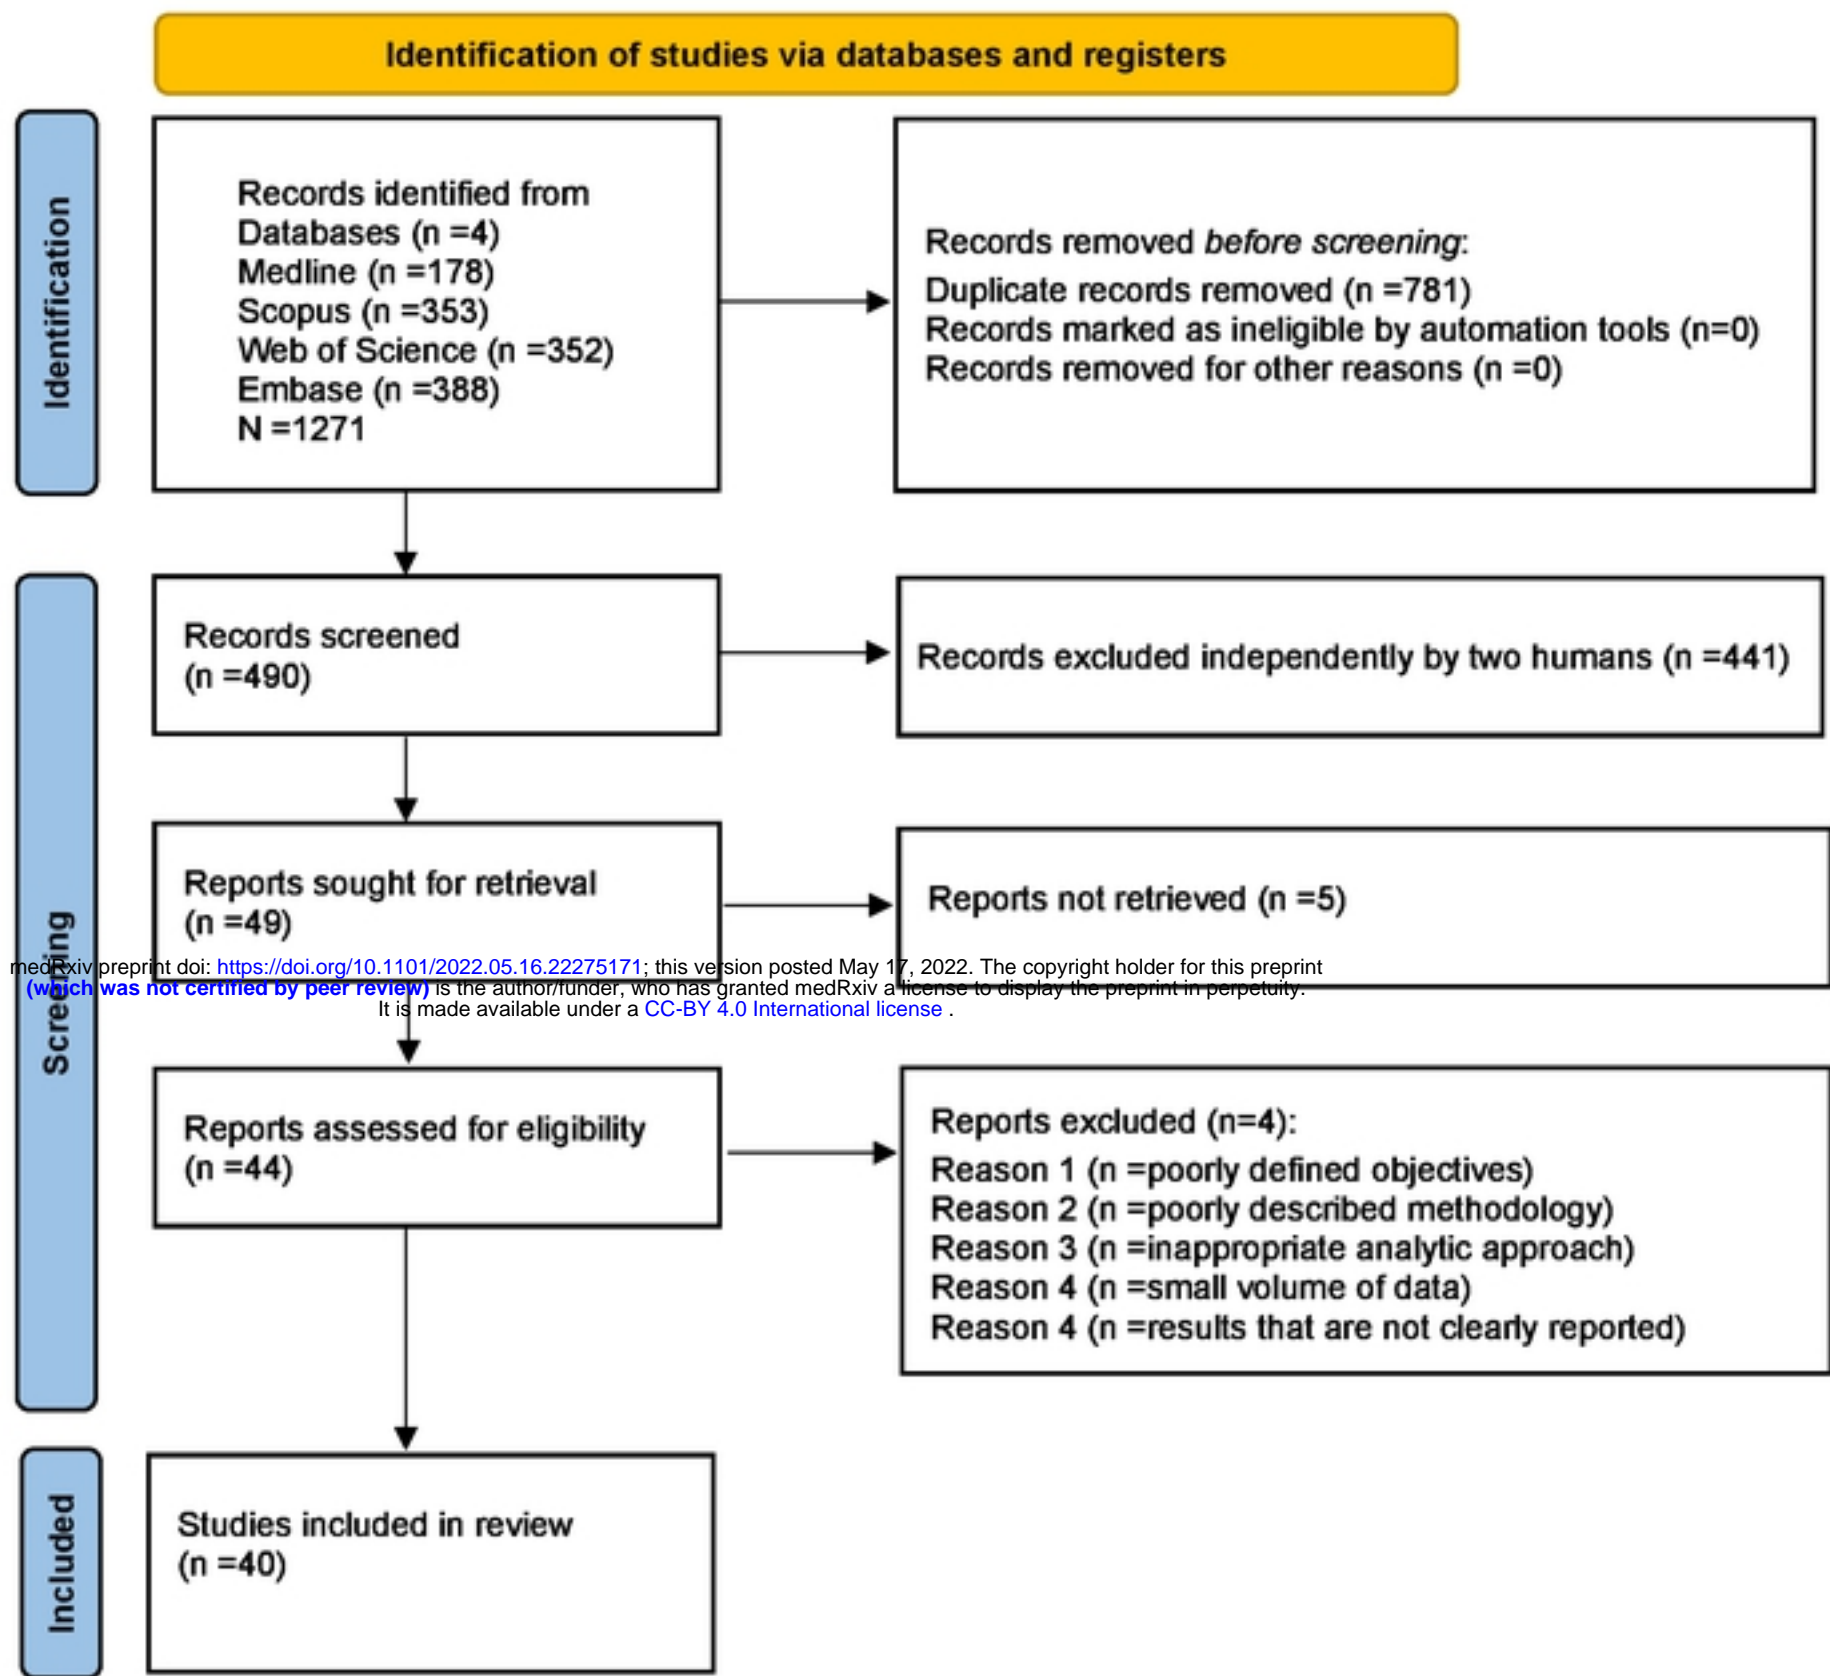 Identification of studies via databases and registers
Identification
Records identified from
Databases (n =4)
Medline (n =178)
Scopus (n =353)
Web of Science (n =352)
Embase (n =388)
N =1271
Records removed before screening:
Duplicate records removed (n =781)
Records marked as ineligible by automation tools (n=0)
Records removed for other reasons (n =0)
Screening
Records screened
(n =490)
Records excluded independently by two humans (n =441)
Reports sought for retrieval
(n =49)
Reports not retrieved (n =5)
medRxiv preprint doi: https://doi.org/10.1101/2022.05.16.22275171; this version posted May 17, 2022. The copyright holder for this preprint
(which was not certified by peer review) is the author/funder, who has granted medRxiv a license to display the preprint in perpetuity.
It is made available under a CC-BY 4.0 International license .
Reports assessed for eligibility
(n =44)
Reports excluded (n=4):
Reason 1 (n =poorly defined objectives)
Reason 2 (n =poorly described methodology)
Reason 3 (n =inappropriate analytic approach)
Reason 4 (n =small volume of data)
Reason 4 (n =results that are not clearly reported)
Included
Studies included in review
(n =40)